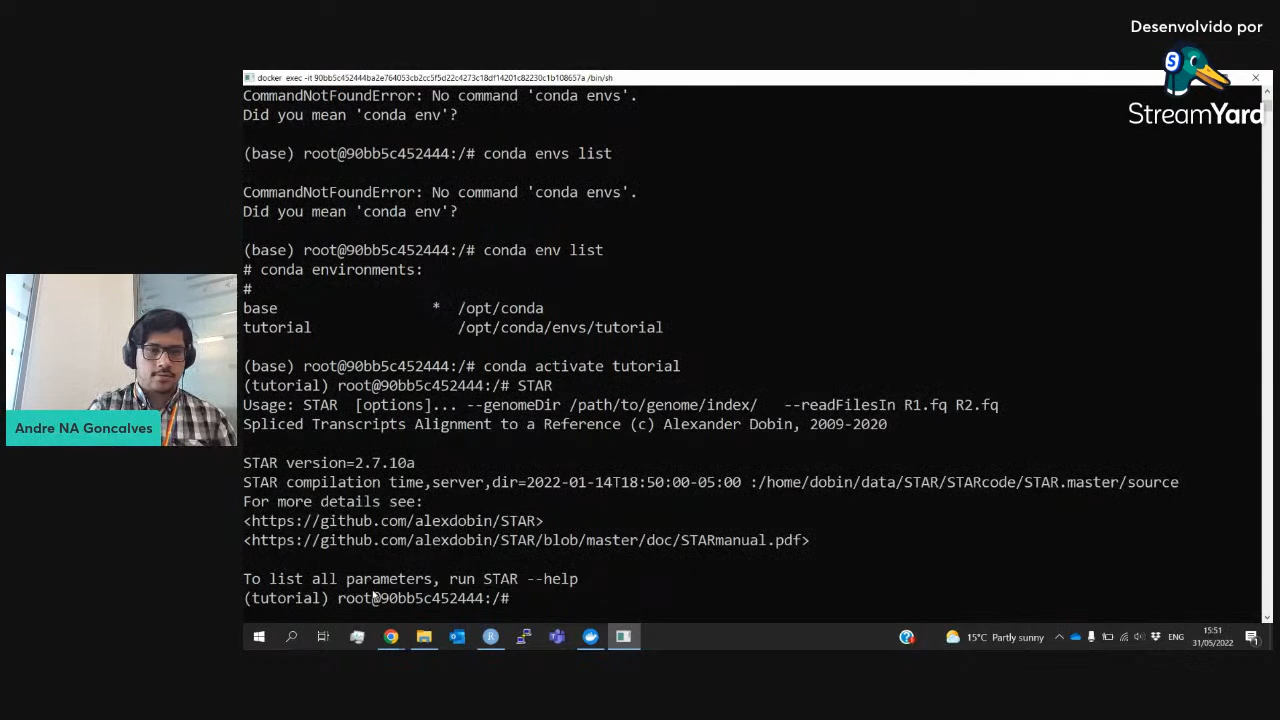 Desenvolvido por
S
StreamYard
docker exec -it 90bb5c452444ba2e764053cb2cc5f5d22c4273c18df14201c82230c1b108657a /bin/sh
CommandNotFoundError: No command 'conda envs'.
Did you mean 'conda env'?
(base) root@90bb5c452444:/# conda envs list
CommandNotFoundError: No command 'conda envs'.
Did you mean 'conda env'?
(base) root@90bb5c452444:/# conda env list
# conda environments:
#
base * /opt/conda
tutorial /opt/conda/envs/tutorial
(base) root@90bb5c452444:/# conda activate tutorial
(tutorial) root@90bb5c452444:/# STAR
Usage: STAR [options]... --genomeDir /path/to/genome/index/ --readFilesIn R1.fq R2.fq
Spliced Transcripts Alignment to a Reference (c) Alexander Dobin, 2009-2020
STAR version=2.7.10a
STAR compilation time,server,dir=2022-01-14T18:50:00-05:00 :/home/dobin/data/STAR/STARcode/STAR.master/source
For more details see:
<https://github.com/alexdobin/STAR>
<https://github.com/alexdobin/STAR/blob/master/doc/STARmanual.pdf>
To list all parameters, run STAR --help
(tutorial) root@90bb5c452444:/#
Andre NA Goncalves
15°C Partly sunny
ENG
15:51
31/05/2022